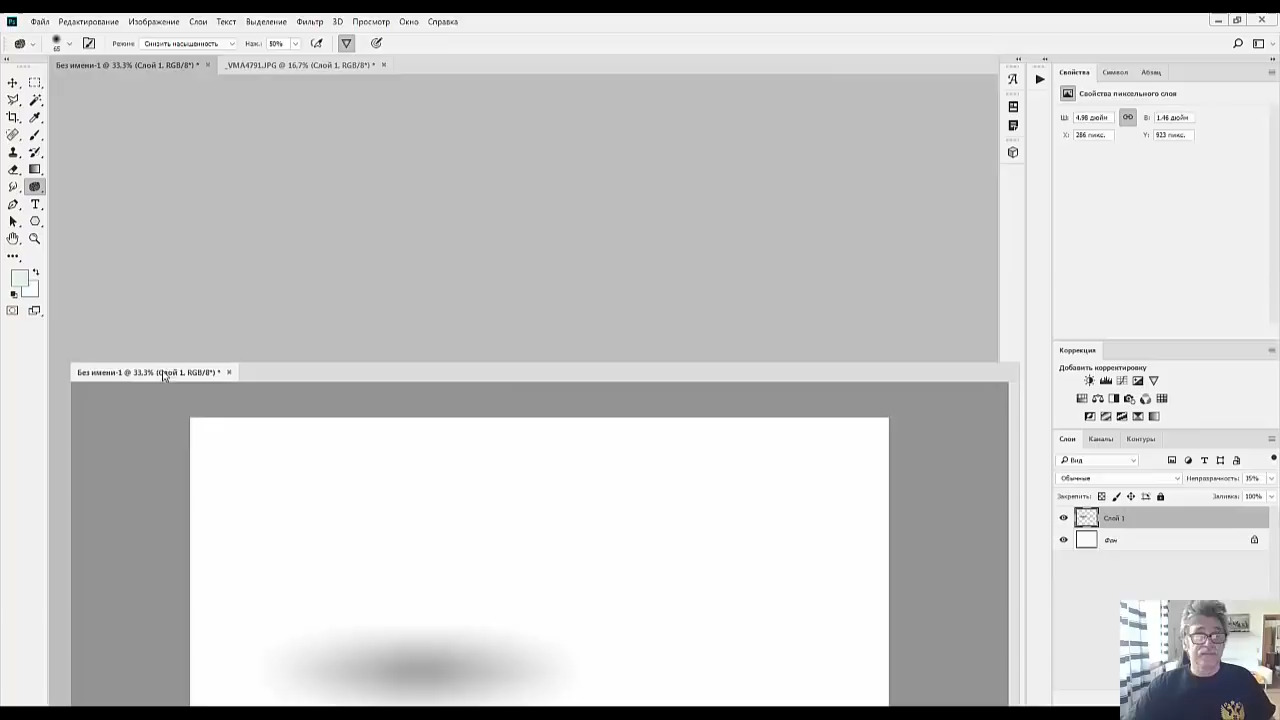 Ps Файл Редактирование Изображение Слои Текст Выделение Фильтр 3D Просмотр Окно Справка
65 Режим: Снизить насыщенность Наж.: 50%
Без имени-1 @ 33,3% (Слой 1, RGB/8*) * × _VMA4791.JPG @ 16,7% (Слой 1, RGB/8*) * ×
Свойства Символ Абзац
Свойства пиксельного слоя
Ш: 4.98 дюйм В: 1.46 дюйм
X: 286 пикс. Y: 923 пикс.
Коррекция
Добавить корректировку
Без имени-1 @ 33,3% (Слой 1, RGB/8*) * ×
Слои Каналы Контуры
Вид
Обычные Непрозрачность: 35%
Закрепить: Заливка: 100%
Слой 1
Фон